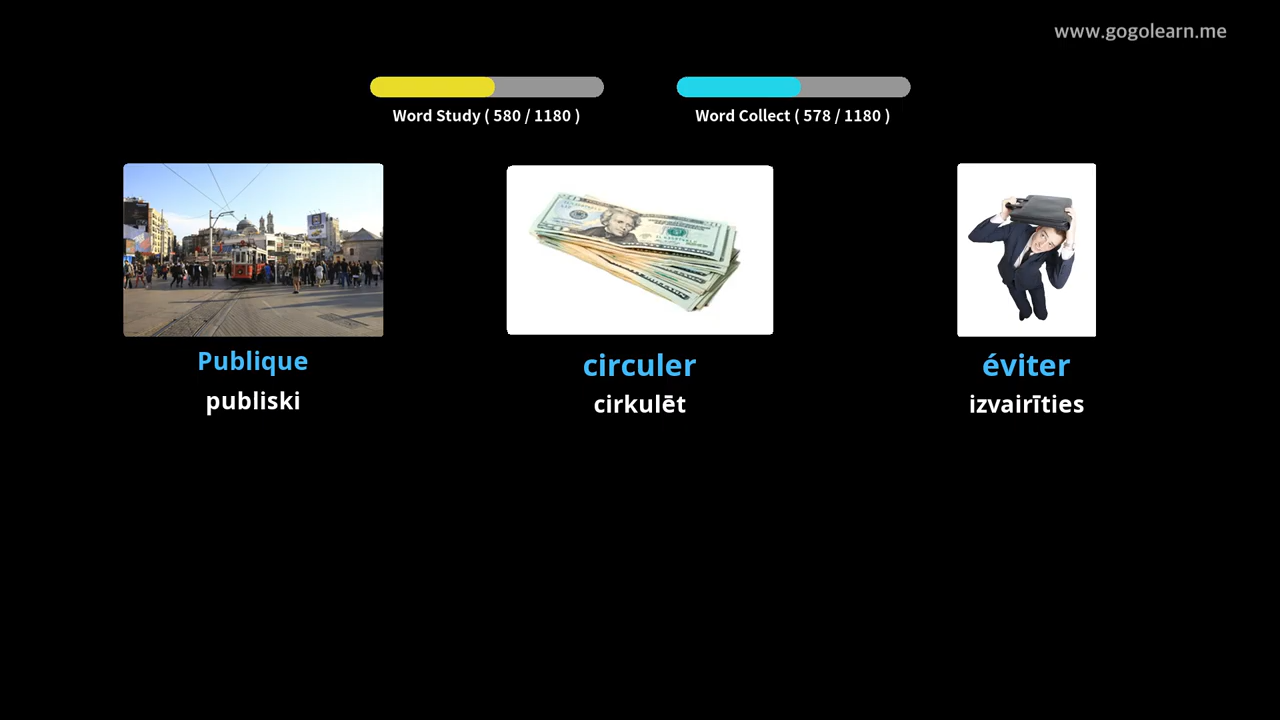 www.gogolearn.me
Word Study ( 580 / 1180 )
Word Collect ( 578 / 1180 )
Publique
publiski
circuler
cirkulēt
éviter
izvairīties